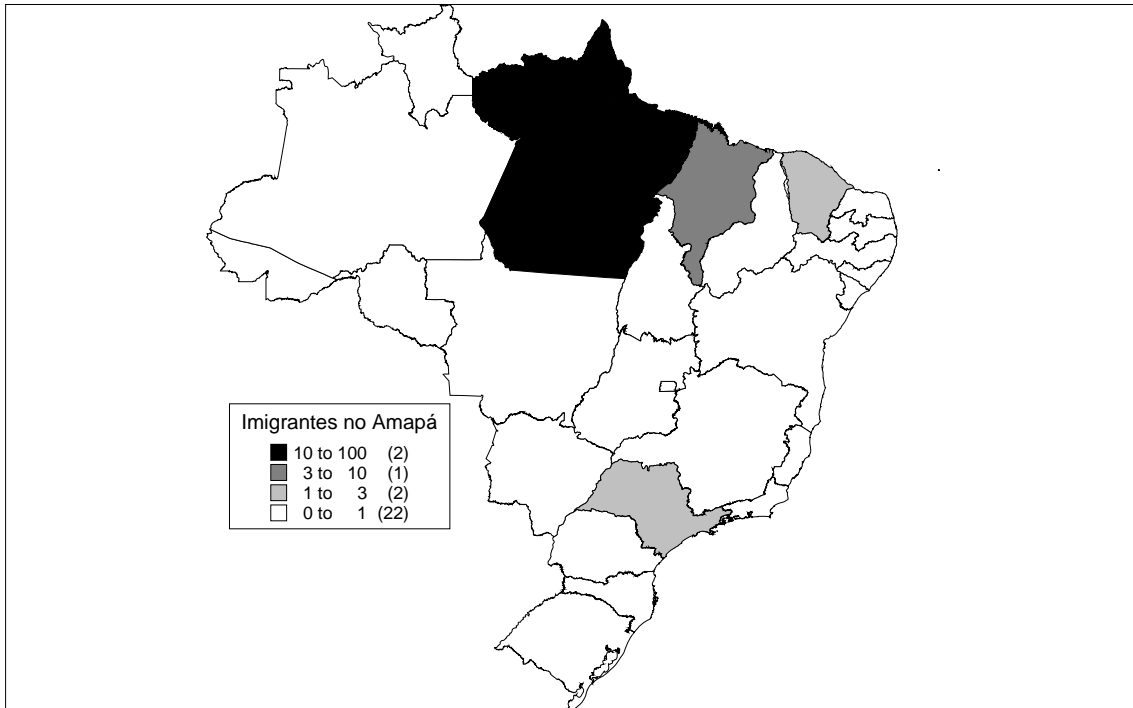 Imigrantes no Amapá
10 to 100 (2)
3 to 10 (1)
1 to 3 (2)
0 to 1 (22)